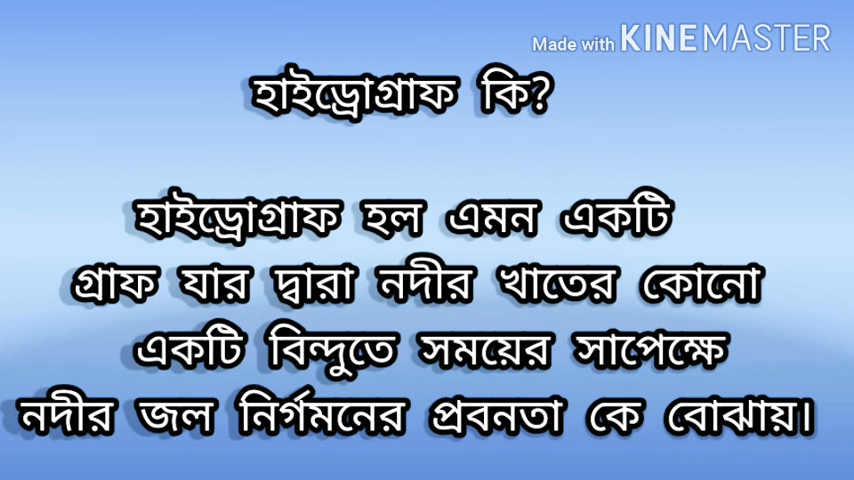 Made with KINEMASTER
হাইড্রোগ্রাফ কি?
হাইড্রোগ্রাফ হল এমন একটি
গ্রাফ যার দ্বারা নদীর খাতের কোনো
একটি বিন্দুতে সময়ের সাপেক্ষে
নদীর জল নির্গমনের প্রবনতা কে বোঝায়।